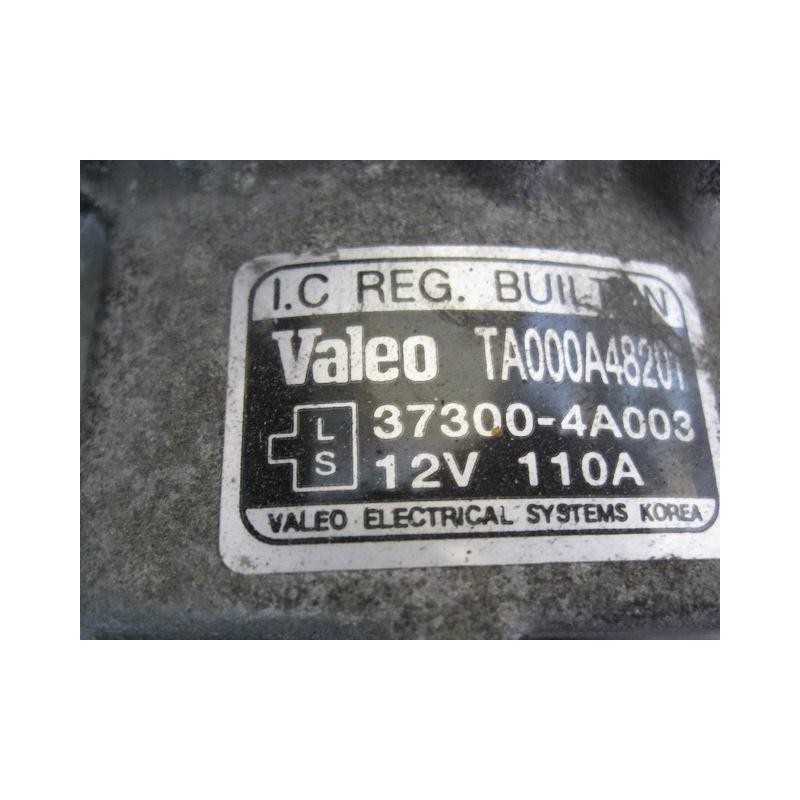 I.C REG. BUILT IN
Valeo TA000A48201
L 37300-4A003
S 12V 110A
VALEO ELECTRICAL SYSTEMS KOREA